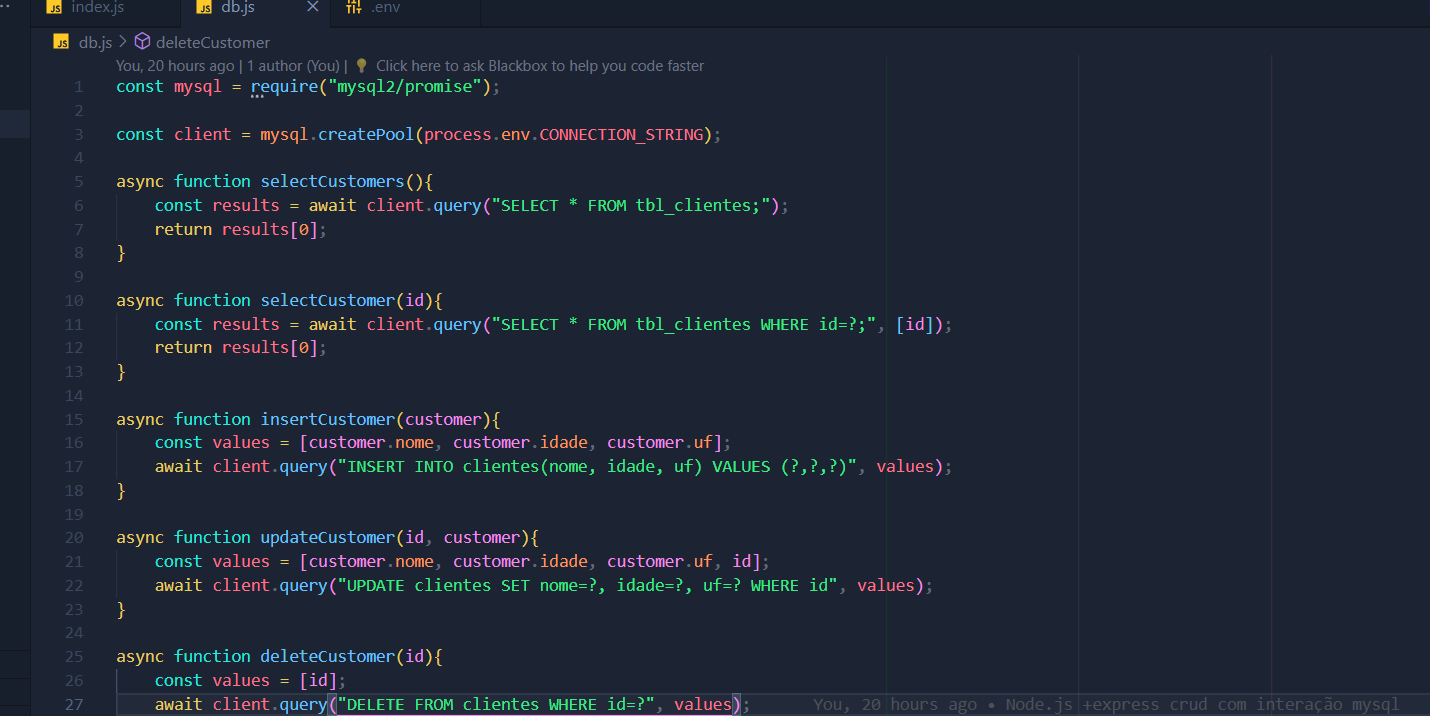 index.js db.js .env
db.js > deleteCustomer
You, 20 hours ago | 1 author (You) | Click here to ask Blackbox to help you code faster
1 const mysql = require("mysql2/promise");
2
3 const client = mysql.createPool(process.env.CONNECTION_STRING);
4
5 async function selectCustomers(){
6     const results = await client.query("SELECT * FROM tbl_clientes;");
7     return results[0];
8 }
9
10 async function selectCustomer(id){
11     const results = await client.query("SELECT * FROM tbl_clientes WHERE id=?;", [id]);
12     return results[0];
13 }
14
15 async function insertCustomer(customer){
16     const values = [customer.nome, customer.idade, customer.uf];
17     await client.query("INSERT INTO clientes(nome, idade, uf) VALUES (?,?,?)", values);
18 }
19
20 async function updateCustomer(id, customer){
21     const values = [customer.nome, customer.idade, customer.uf, id];
22     await client.query("UPDATE clientes SET nome=?, idade=?, uf=? WHERE id", values);
23 }
24
25 async function deleteCustomer(id){
26     const values = [id];
27     await client.query("DELETE FROM clientes WHERE id=?", values); You, 20 hours ago • Node.js +express crud com interação mysql